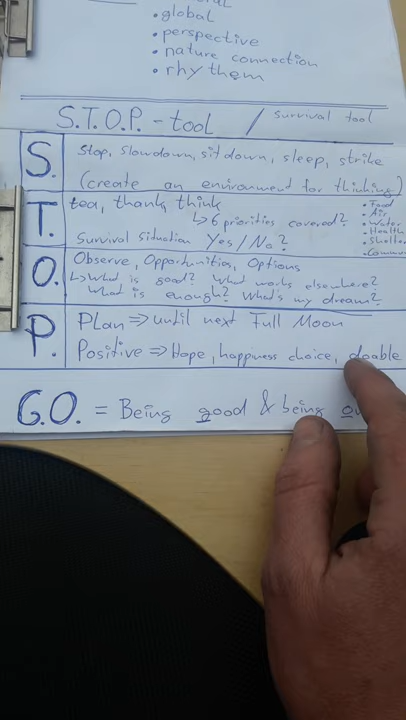 • global
• perspective
• nature connection
• rhy them
S.T.O.P. - tool / survival tool
S. Stop, slowdown, sit down, sleep, strike
(create an environment for thinking)
T. tea, thank, think
↳ 6 priorities covered?
Survival Situation Yes/No?
• Food
• Air
• Water
• Health
• Shelter
O. Observe, Opportunities, Options
↳ What is good? What works elsewhere?
What is enough? What's my dream?
P. Plan ⇒ until next Full Moon
Positive ⇒ Hope, happiness choice, doable
G.O. = Being good & being